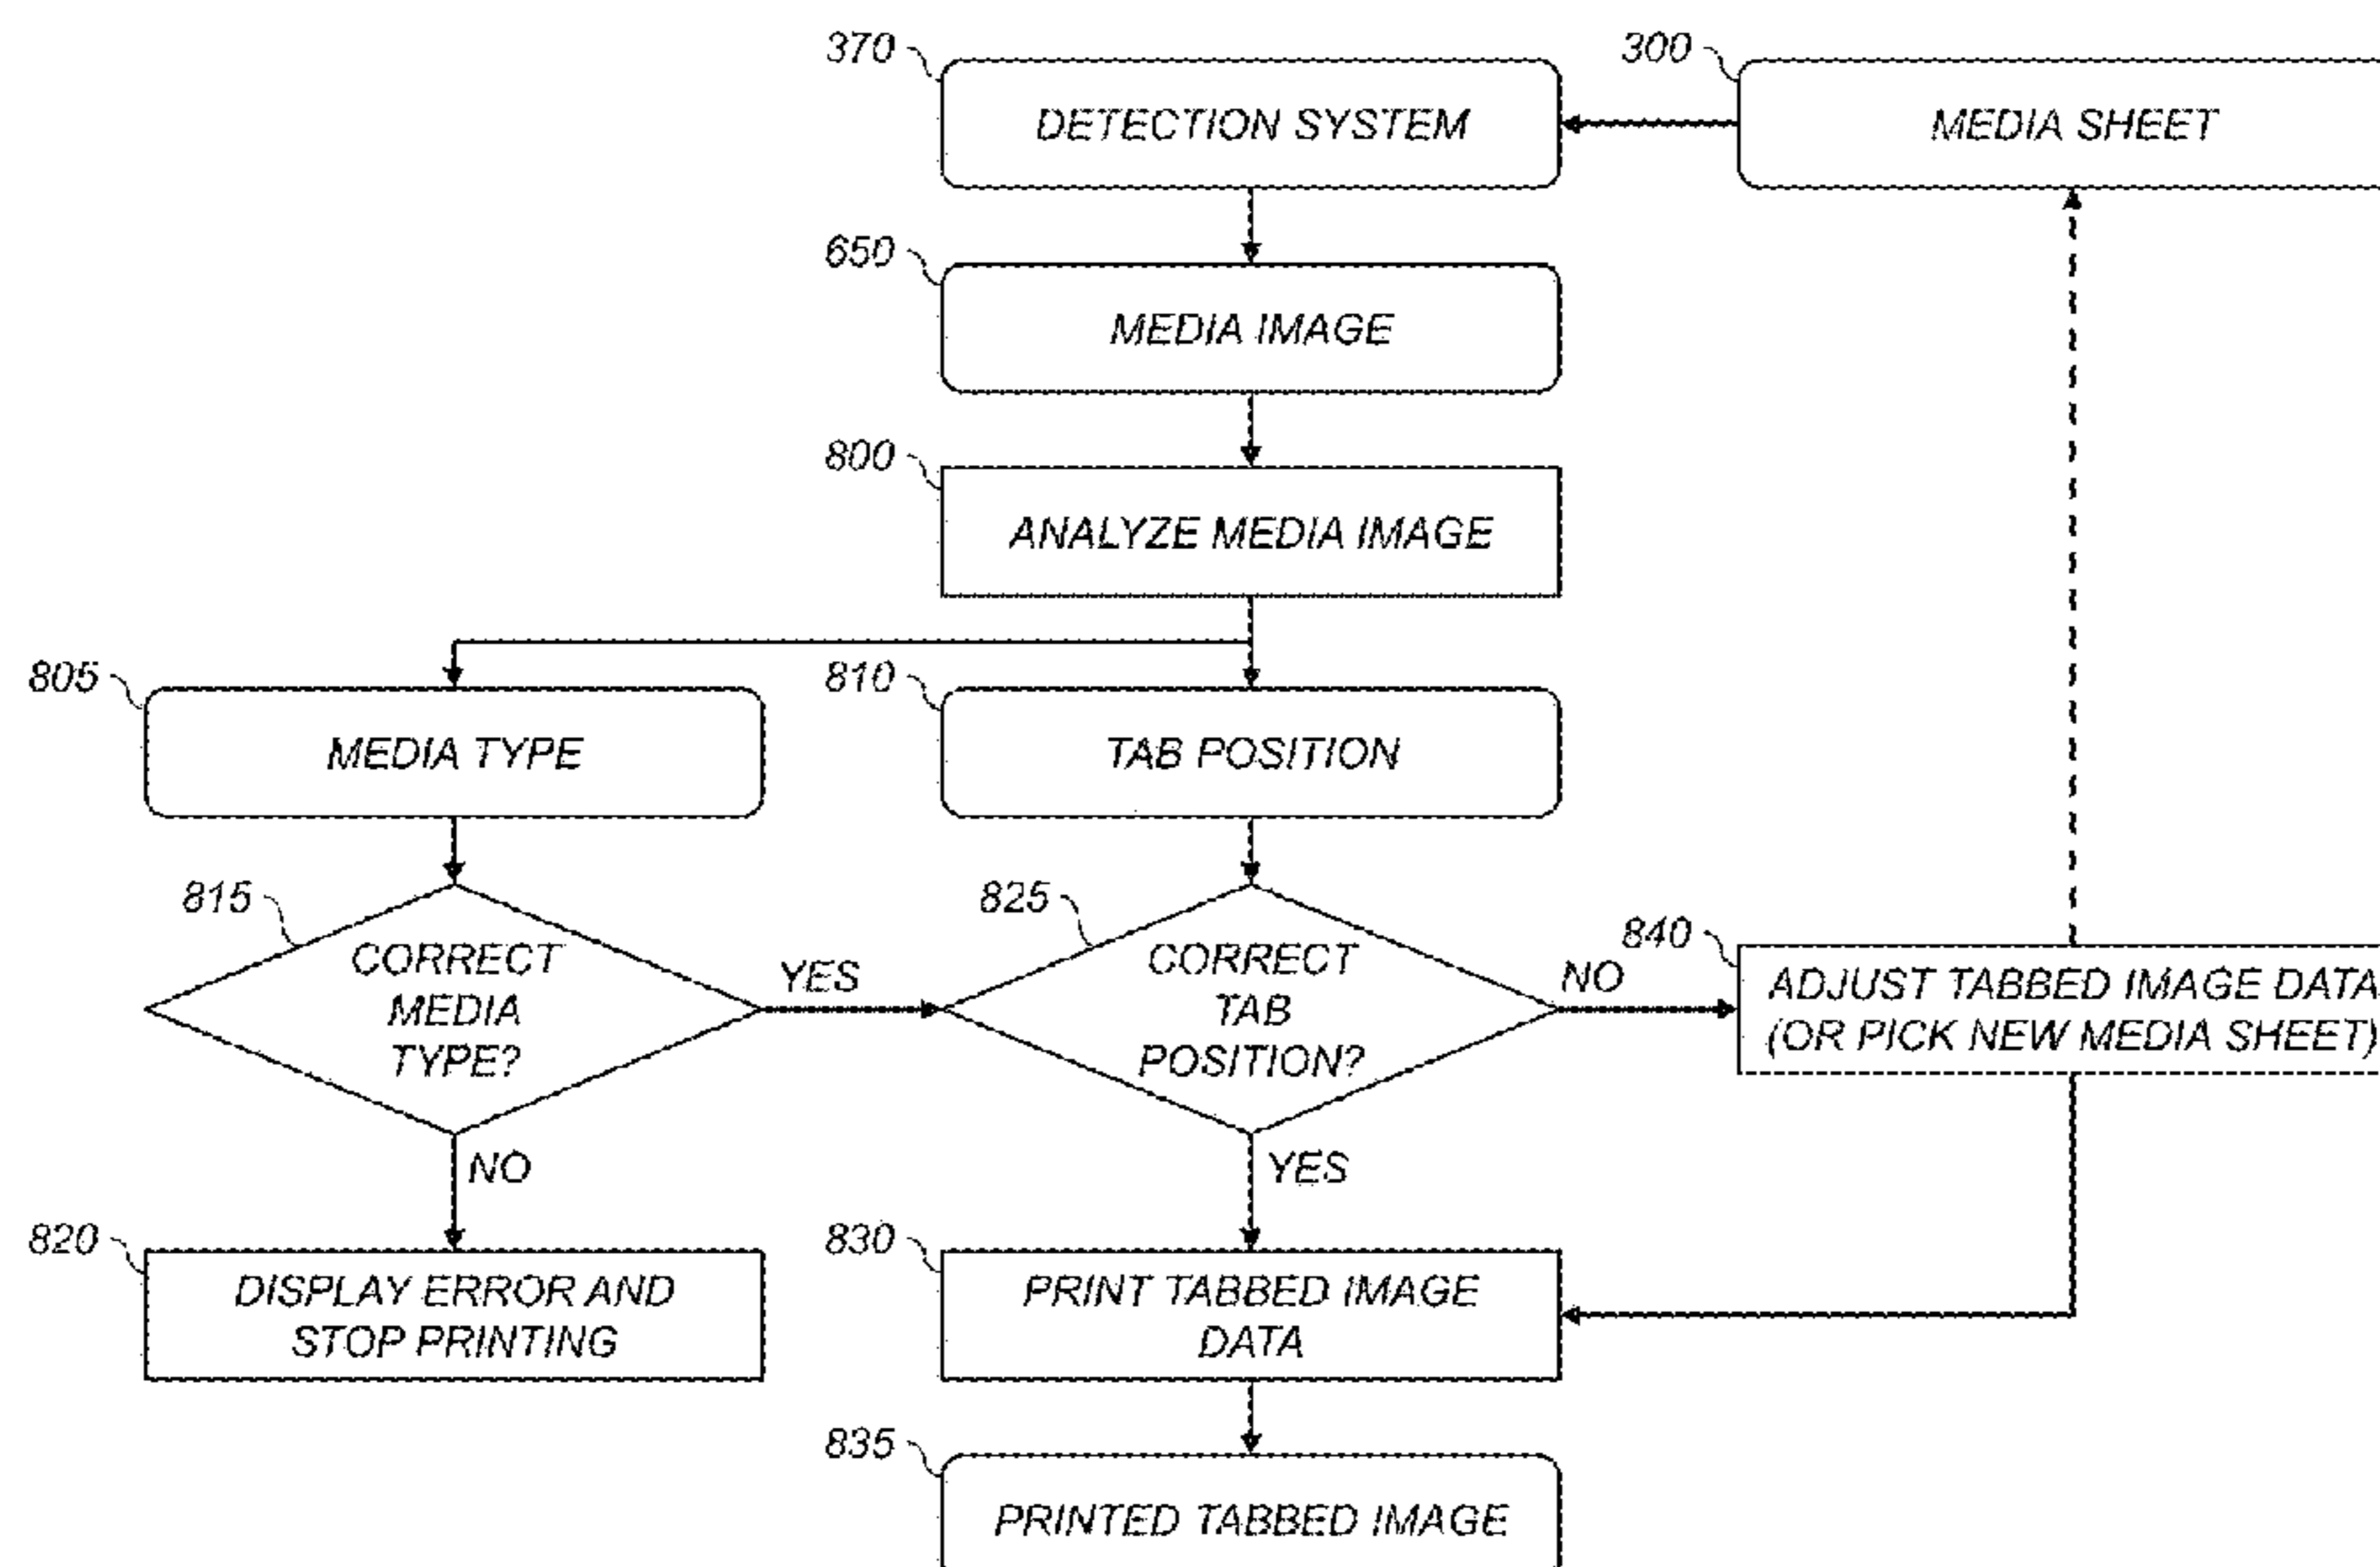 370
DETECTION SYSTEM
300
MEDIA SHEET
650
MEDIA IMAGE
800
ANALYZE MEDIA IMAGE
805
MEDIA TYPE
810
TAB POSITION
815
CORRECT
MEDIA
TYPE?
YES
NO
825
CORRECT
TAB
POSITION?
NO
YES
840
ADJUST TABBED IMAGE DATA
(OR PICK NEW MEDIA SHEET)
820
DISPLAY ERROR AND
STOP PRINTING
830
PRINT TABBED IMAGE
DATA
835
PRINTED TABBED IMAGE